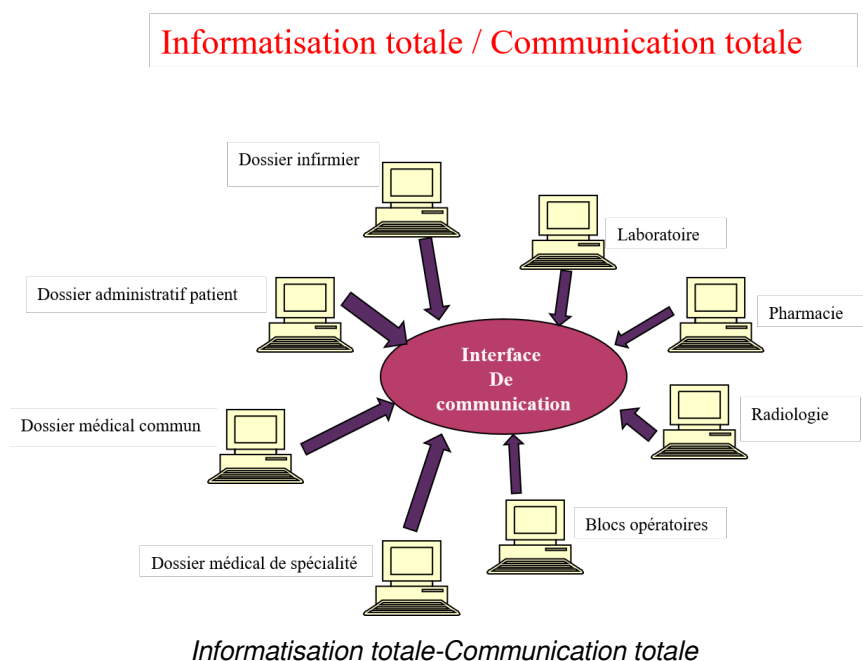 Informatisation totale / Communication totale
Dossier infirmier
Laboratoire
Dossier administratif patient
Pharmacie
Interface
De
communication
Dossier médical commun
Radiologie
Blocs opératoires
Dossier médical de spécialité
Informatisation totale-Communication totale